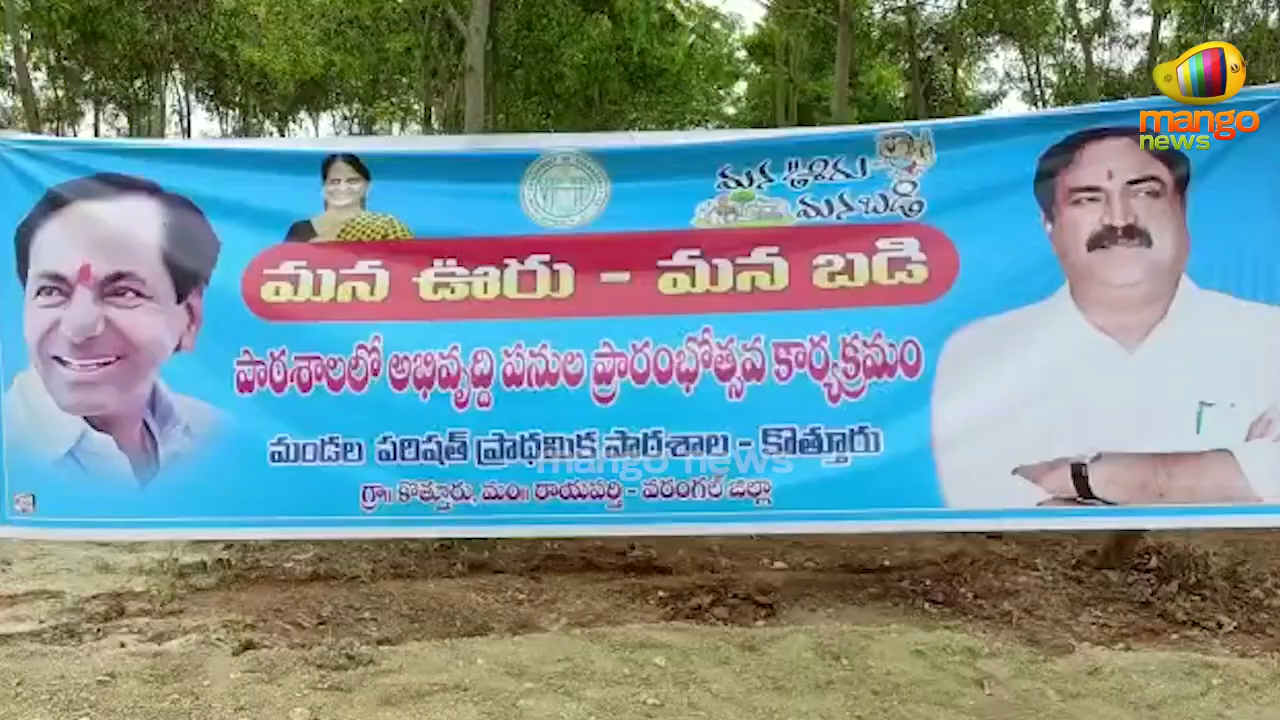 mango
news
మన ఊరు
మన బడి
మన ఊరు - మన బడి
పాఠశాలలో అభివృద్ది పనుల ప్రారంభోత్సవ కార్యక్రమం
మండల పరిషత్ ప్రాథమిక పాఠశాల - కొత్తూరు
mango news
గ్రా॥ కొత్తూరు, మం॥ రాయపర్తి - వరంగల్ జిల్లా